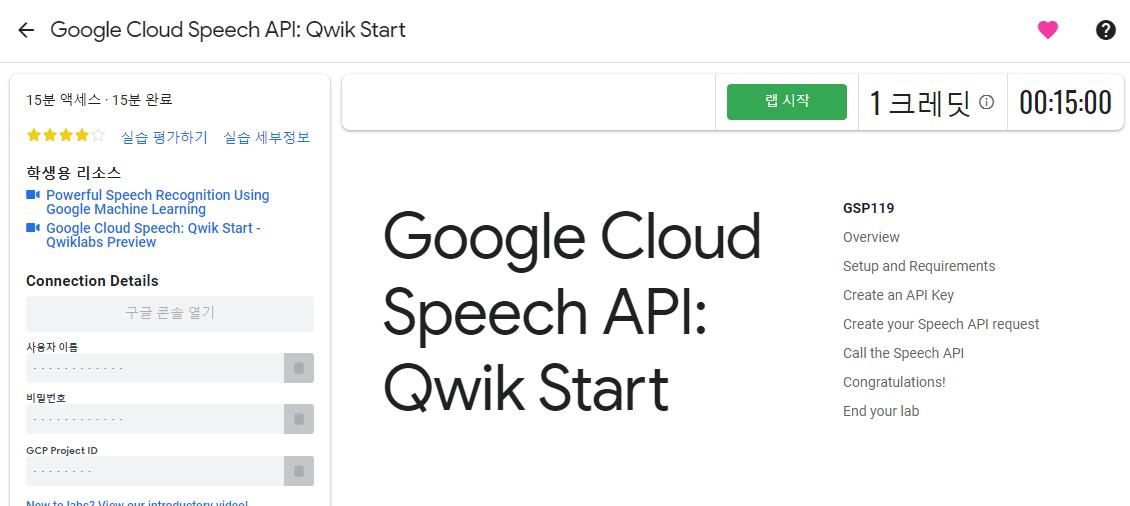 Google Cloud Speech API: Qwik Start
15분 액세스 · 15분 완료
실습 평가하기 실습 세부정보
학생용 리소스
Powerful Speech Recognition Using
Google Machine Learning
Google Cloud Speech: Qwik Start -
Qwiklabs Preview
Connection Details
구글 콘솔 열기
사용자 이름
비밀번호
GCP Project ID
New to labs? View our introductory video!
랩 시작
1 크레딧
00:15:00
Google Cloud
Speech API:
Qwik Start
GSP119
Overview
Setup and Requirements
Create an API Key
Create your Speech API request
Call the Speech API
Congratulations!
End your lab